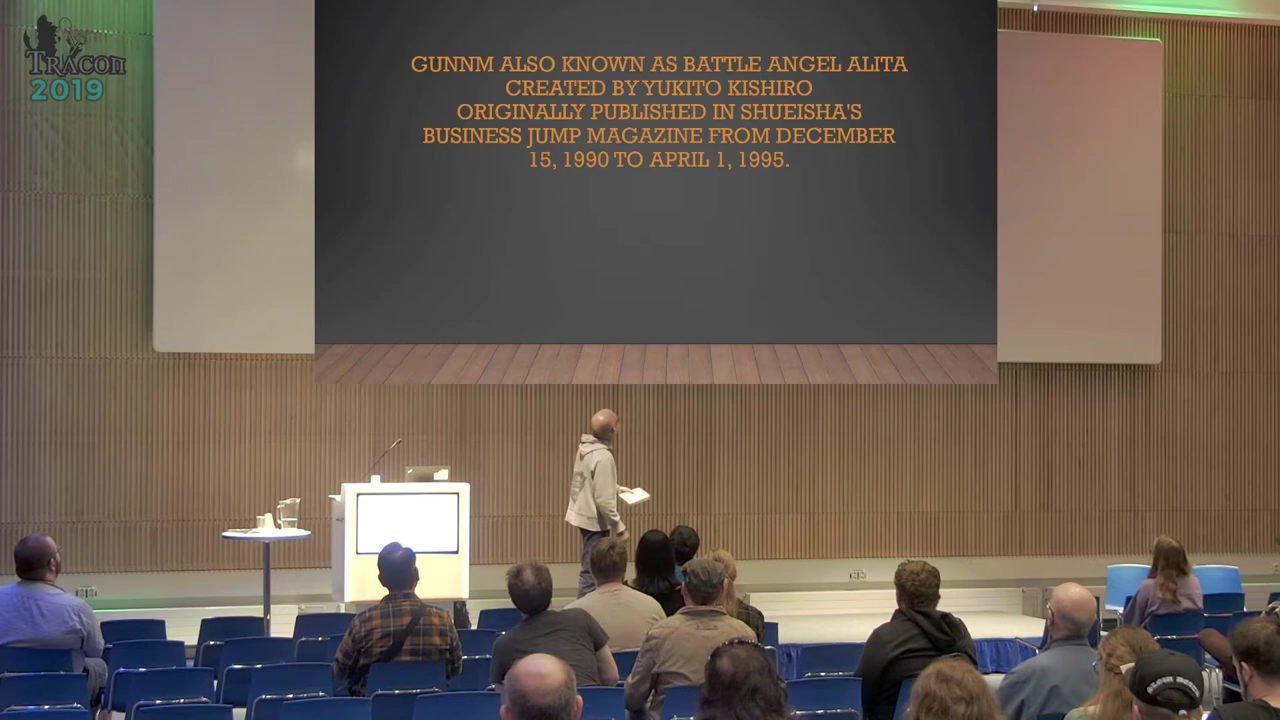 TRACON
2019
GUNNM ALSO KNOWN AS BATTLE ANGEL ALITA
CREATED BY YUKITO KISHIRO
ORIGINALLY PUBLISHED IN SHUEISHA'S
BUSINESS JUMP MAGAZINE FROM DECEMBER
15, 1990 TO APRIL 1, 1995.